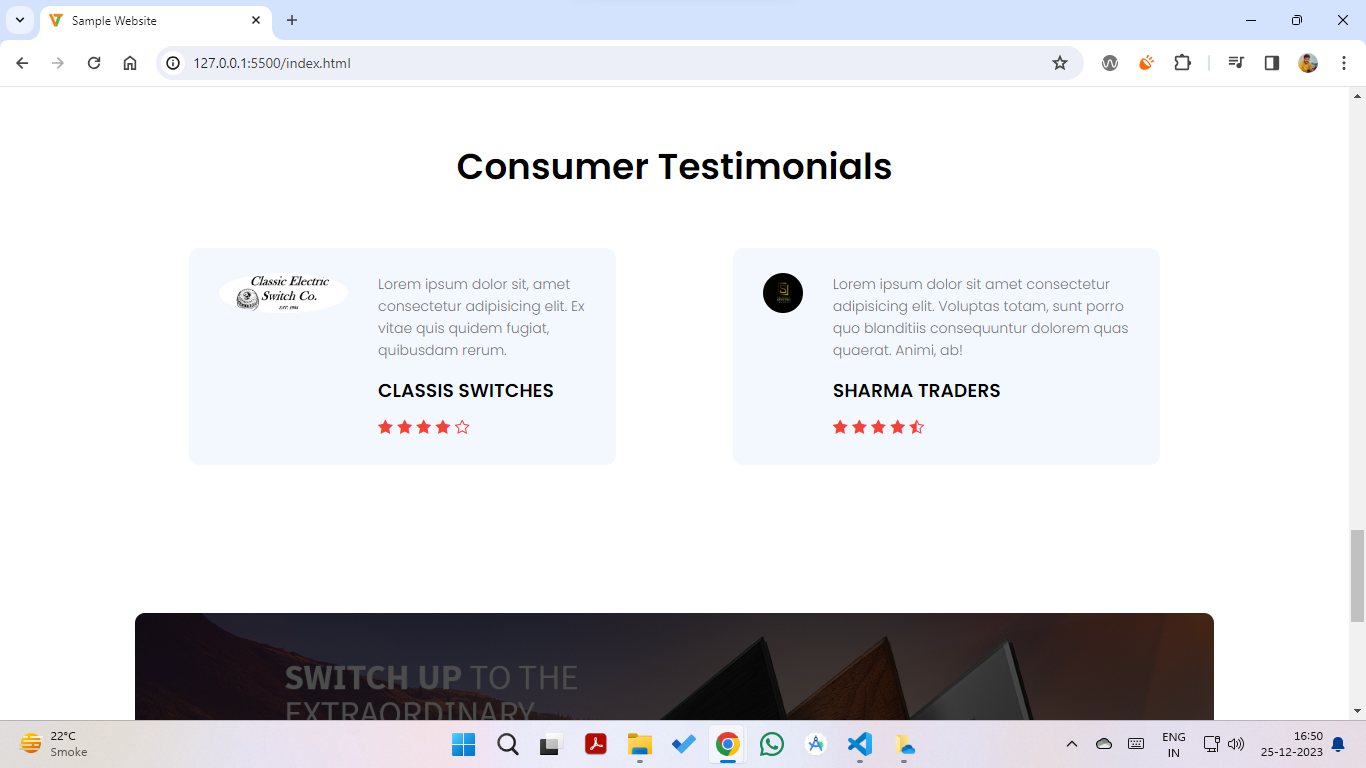 Sample Website
127.0.0.1:5500/index.html
Consumer Testimonials
Classic Electric
Switch Co.
EST. 1984
Lorem ipsum dolor sit, amet
consectetur adipisicing elit. Ex
vitae quis quidem fugiat,
quibusdam rerum.
CLASSIS SWITCHES
Lorem ipsum dolor sit amet consectetur
adipisicing elit. Voluptas totam, sunt porro
quo blanditiis consequuntur dolorem quas
quaerat. Animi, ab!
SHARMA TRADERS
SWITCH UP TO THE
EXTRAORDINARY
22°C
Smoke
ENG
IN
16:50
25-12-2023